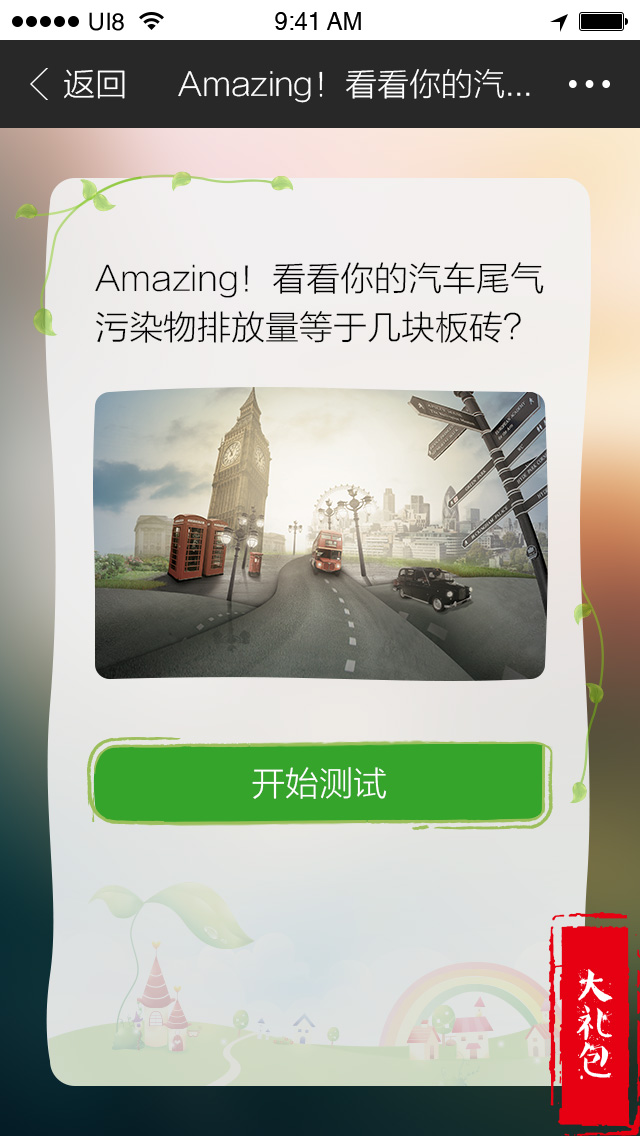 UI8
9:41 AM
返回
Amazing！看看你的汽...
Amazing！看看你的汽车尾气
污染物排放量等于几块板砖？
开始测试
大礼包